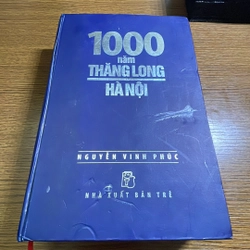 1000
năm
THĂNG LONG
HÀ NỘI
NGUYỄN VINH PHÚC
NHÀ XUẤT BẢN TRẺ